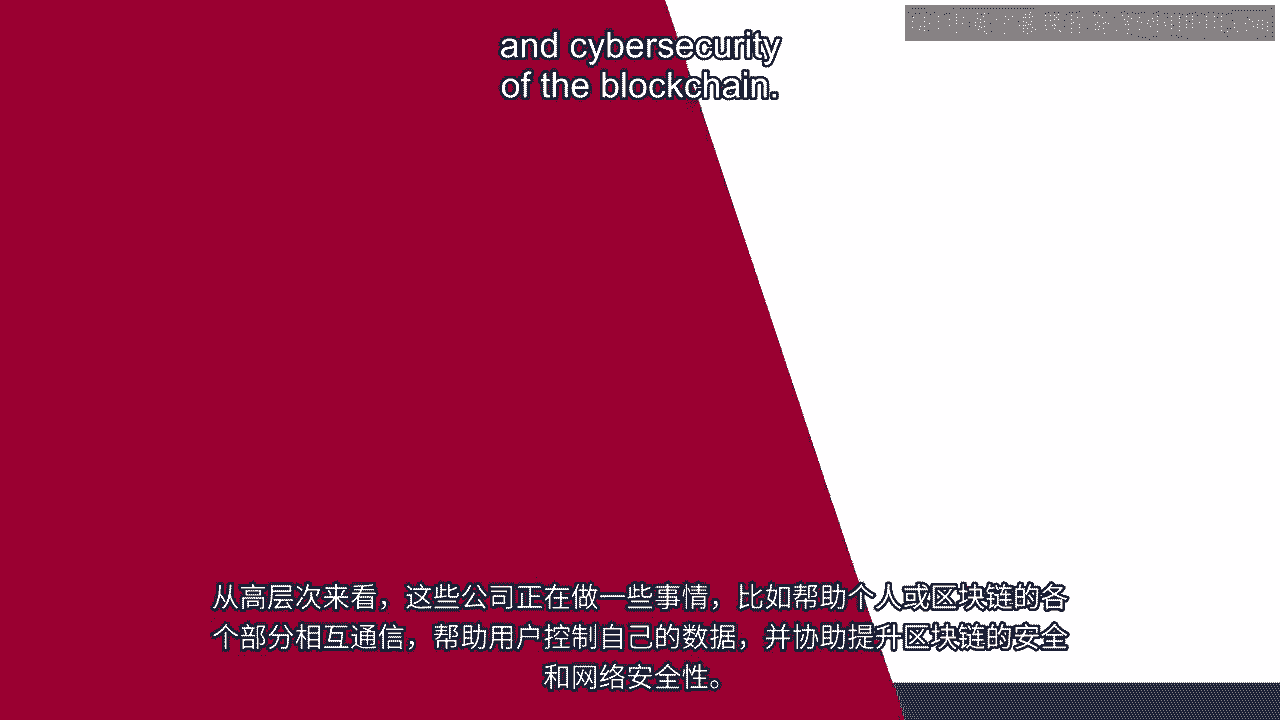 and cybersecurity
of the blockchain.
从高层次来看，这些公司正在做一些事情，比如帮助个人或区块链的各
个部分相互通信，帮助用户控制自己的数据，并协助提升区块链的安全
和网络安全性。